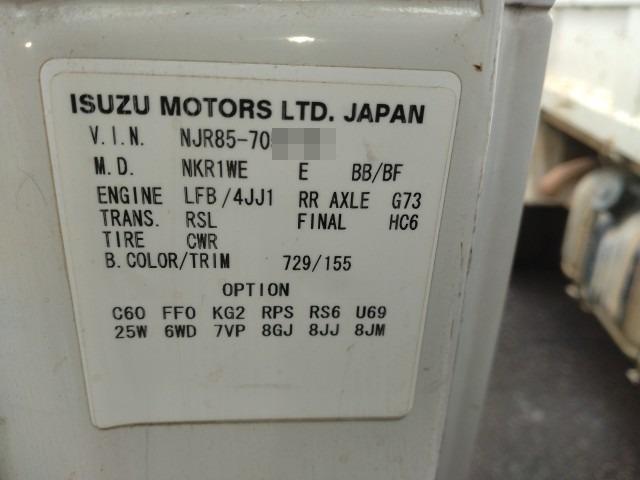 ISUZU MOTORS LTD. JAPAN
V.I.N. NJR85-70
M.D. NKR1WE E BB/BF
ENGINE LFB/4JJ1 RR AXLE G73
TRANS. RSL FINAL HC6
TIRE CWR
B.COLOR/TRIM 729/155
OPTION
C60 FF0 KG2 RPS RS6 U69
25W 6WD 7VP 8GJ 8JJ 8JM